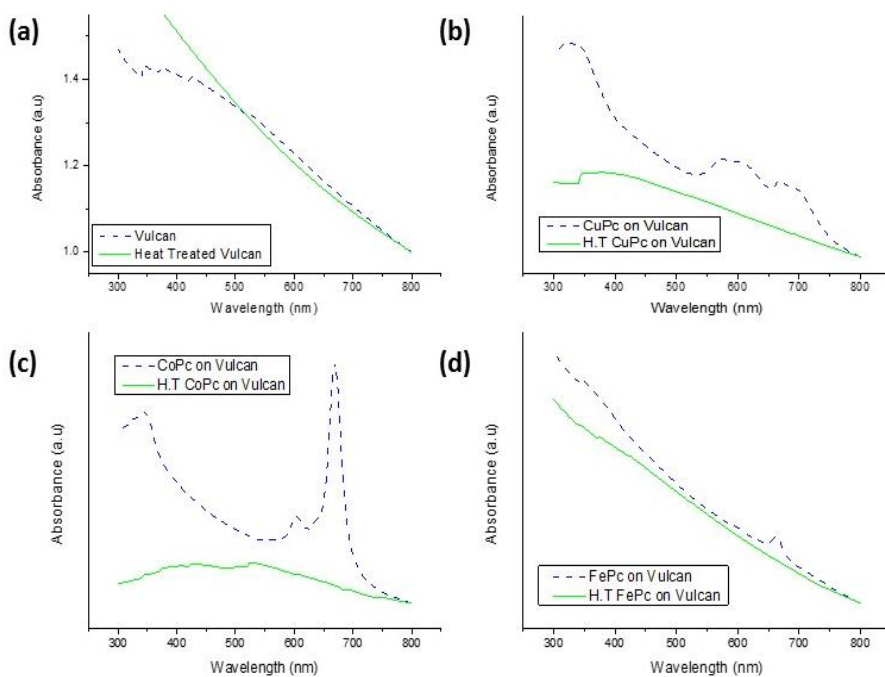 (a)
Absorbance (a.u)
1.4
1.2
1.0
Vulcan
Heat Treated Vulcan
300 400 500 600 700 800
Wavelength (nm)
(b)
Absorbance (a.u)
CuPc on Vulcan
H.T CuPc on Vulcan
300 400 500 600 700 800
Wavelength (nm)
(c)
Absorbance (a.u)
CoPc on Vulcan
H.T CoPc on Vulcan
300 400 500 600 700 800
Wavelength (nm)
(d)
Absorbance (a.u)
FePc on Vulcan
H.T FePc on Vulcan
300 400 500 600 700 800
Wavelength (nm)